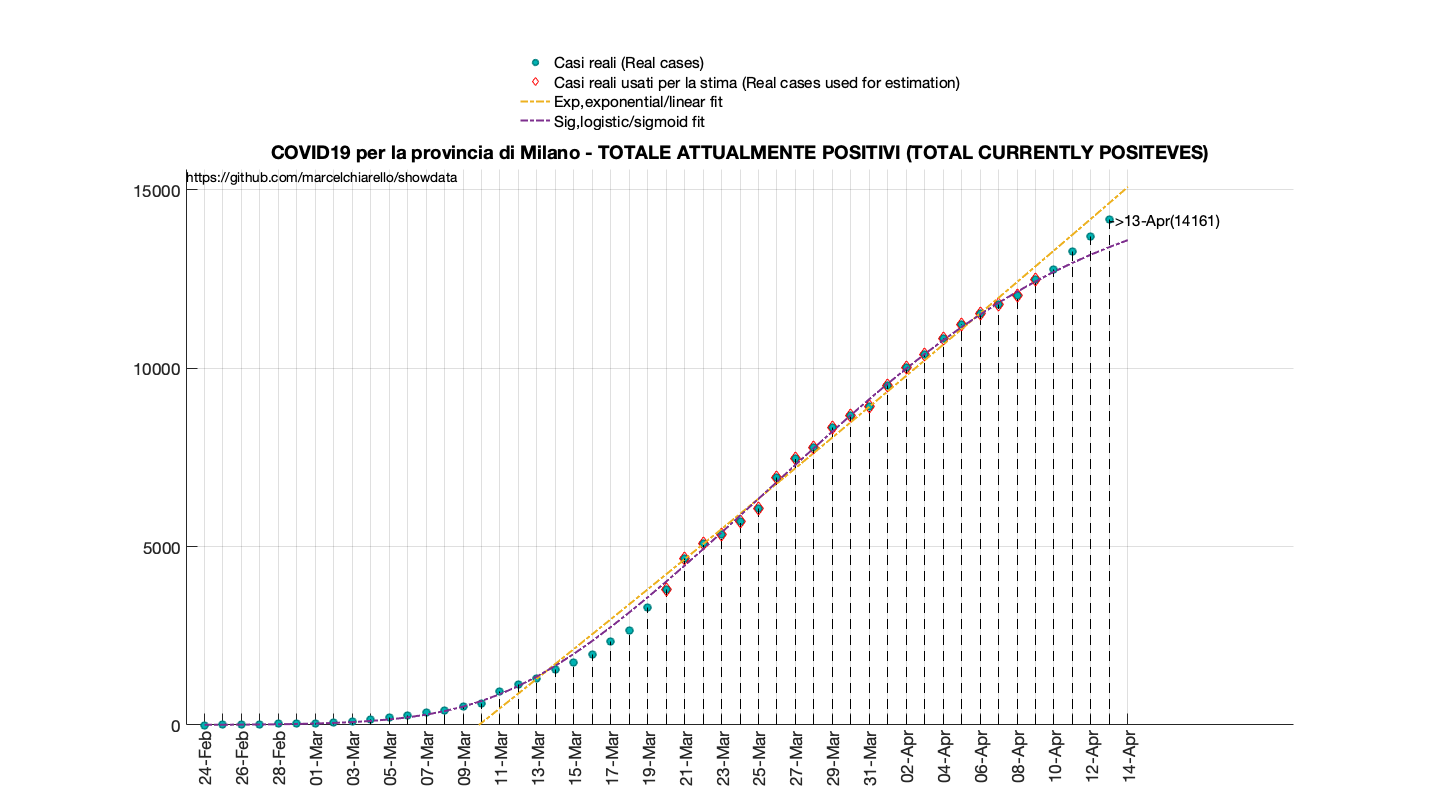 Casi reali (Real cases)
Casi reali usati per la stima (Real cases used for estimation)
Exp,exponential/linear fit
Sig,logistic/sigmoid fit
COVID19 per la provincia di Milano - TOTALE ATTUALMENTE POSITIVI (TOTAL CURRENTLY POSITEVES)
https://github.com/marcelchiarello/showdata
15000
->13-Apr(14161)
10000
5000
0
24-Feb
26-Feb
28-Feb
01-Mar
03-Mar
05-Mar
07-Mar
09-Mar
11-Mar
13-Mar
15-Mar
17-Mar
19-Mar
21-Mar
23-Mar
25-Mar
27-Mar
29-Mar
31-Mar
02-Apr
04-Apr
06-Apr
08-Apr
10-Apr
12-Apr
14-Apr